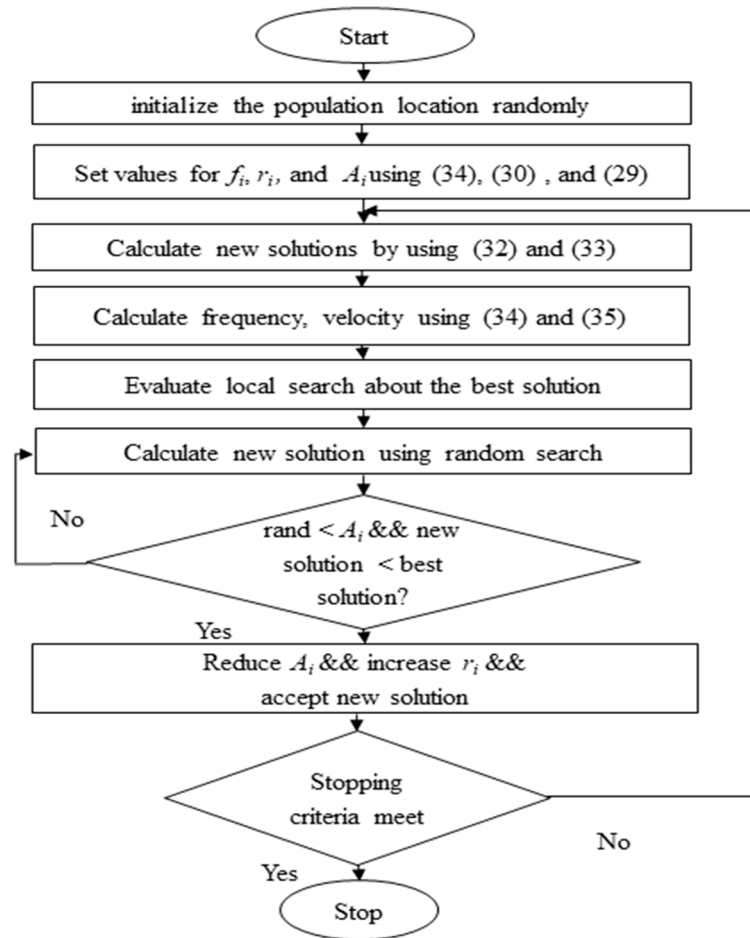 Start
initialize the population location randomly
Set values for fi, ri, and Ai using (34), (30) , and (29)
Calculate new solutions by using (32) and (33)
Calculate frequency, velocity using (34) and (35)
Evaluate local search about the best solution
Calculate new solution using random search
No
rand < Ai && new
solution < best
solution?
Yes
Reduce Ai && increase ri &&
accept new solution
Stopping
criteria meet
No
Yes
Stop